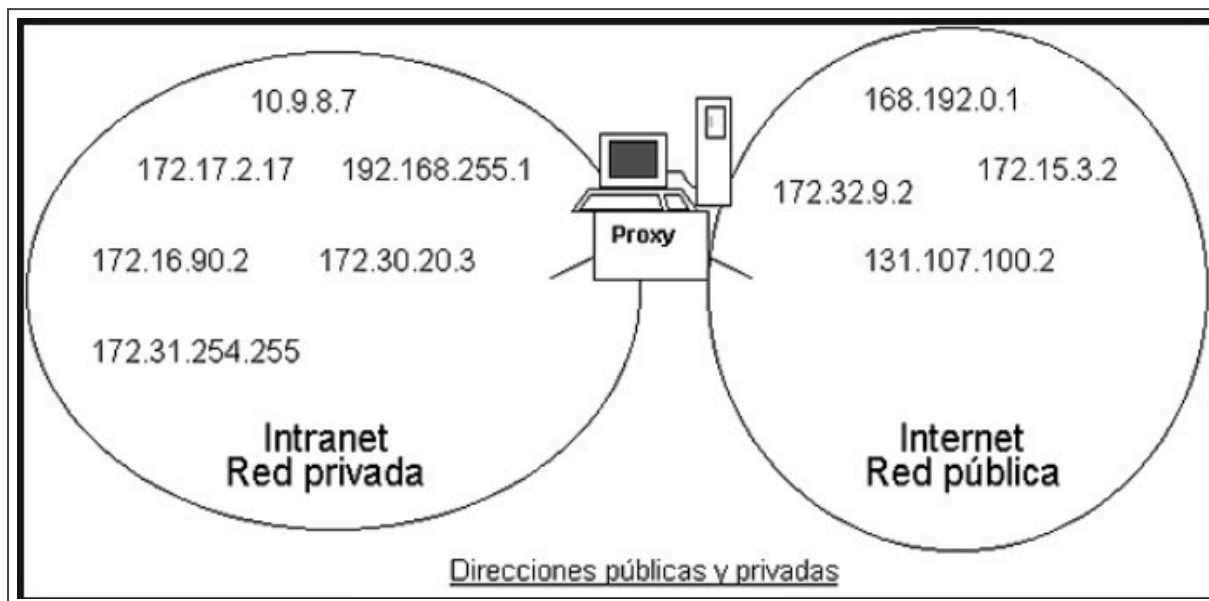 10.9.8.7
172.17.2.17
192.168.255.1
172.16.90.2
172.30.20.3
172.31.254.255
Intranet
Red privada
Proxy
168.192.0.1
172.15.3.2
172.32.9.2
131.107.100.2
Internet
Red pública
Direcciones públicas y privadas